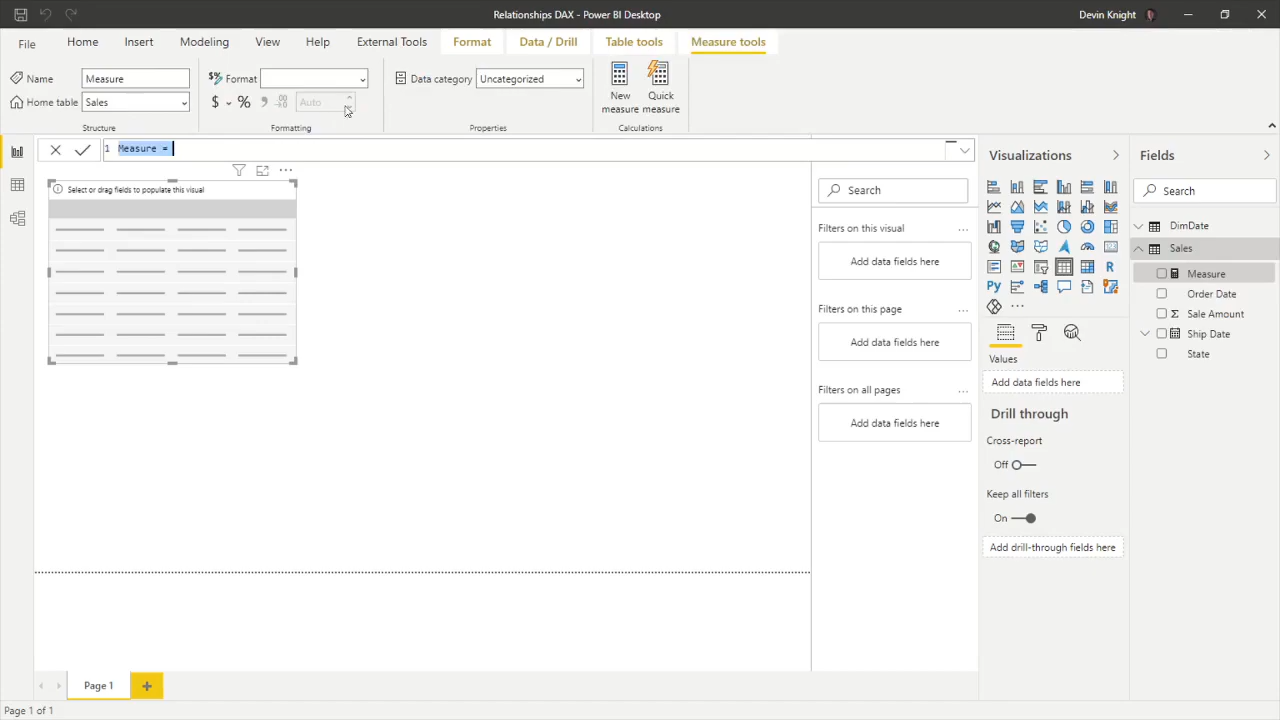 Relationships DAX - Power BI Desktop
Devin Knight
File
Home
Insert
Modeling
View
Help
External Tools
Format
Data / Drill
Table tools
Measure tools
Name
Measure
Home table
Sales
Structure
Format
$
%
Auto
Formatting
Data category
Uncategorized
Properties
New measure
Quick measure
Calculations
1 Measure =
Select or drag fields to populate this visual
Search
Filters on this visual
Add data fields here
Filters on this page
Add data fields here
Filters on all pages
Add data fields here
Visualizations
R
Py
Values
Add data fields here
Drill through
Cross-report
Off
Keep all filters
On
Add drill-through fields here
Fields
Search
DimDate
Sales
Measure
Order Date
Sale Amount
Ship Date
State
Page 1
Page 1 of 1